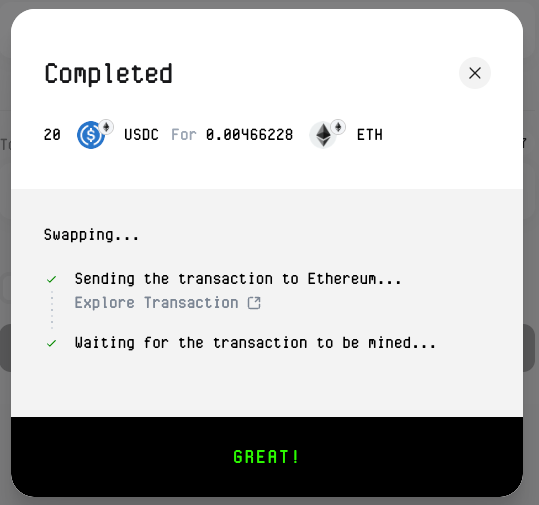 Completed
20 USDC For 0.00466228 ETH
Swapping...
Sending the transaction to Ethereum...
Explore Transaction
Waiting for the transaction to be mined...
GREAT!